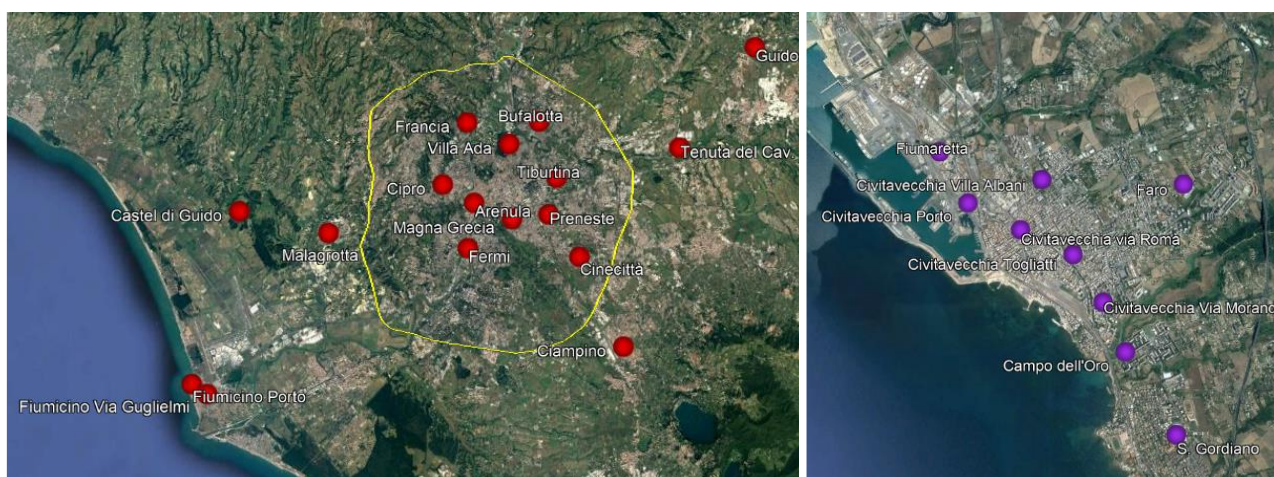 Guido
Francia
Bufalotta
Villa Ada
Tenuta del Cav.
Tiburtina
Cipro
Castel di Guido
Arenula
Preneste
Magna Grecia
Malagrotta
Fermi
Cinecittà
Ciampino
Fiumicino Porto
Fiumicino Via Guglielmi
Fiumaretta
Civitavecchia Villa Albani
Faro
Civitavecchia Porto
Civitavecchia via Roma
Civitavecchia Togliatti
Civitavecchia Via Morano
Campo dell'Oro
S. Gordiano